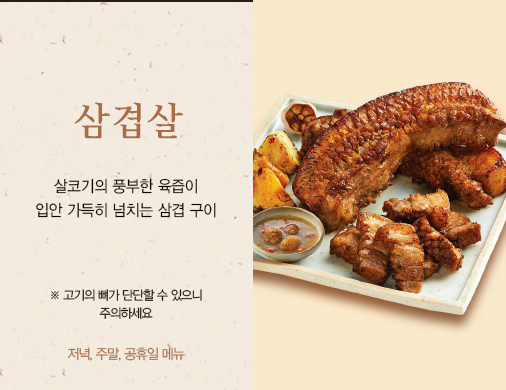 삼겹살
살코기의 풍부한 육즙이
입안 가득히 넘치는 삼겹 구이
※ 고기의 뼈가 단단할 수 있으니
주의하세요
저녁, 주말, 공휴일 메뉴